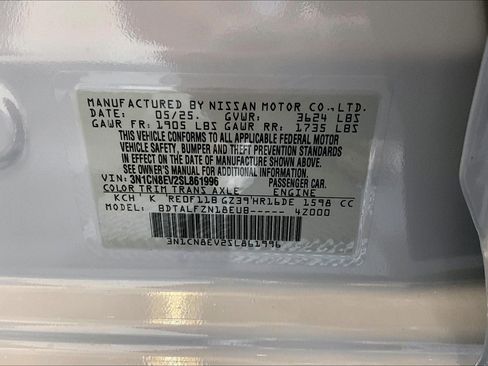 MANUFACTURED BY NISSAN MOTOR CO.,LTD.
DATE: 05/25. GVWR: 3624 LBS
GAWR FR: 1905 LBS GAWR RR: 1735 LBS
THIS VEHICLE CONFORMS TO ALL APPLICABLE FEDERAL MOTOR
VEHICLE SAFETY, BUMPER, AND THEFT PREVENTION STANDARDS
IN EFFECT ON THE DATE OF MANUFACTURE SHOWN ABOVE.
SEE OWNERS MANUAL FOR ADDITIONAL INFORMATION.
VIN: 3N1CN8EV2SL861996 PASSENGER CAR
COLOR TRIM TRANS AXLE ENGINE
KCH K RE0F11B GZ39 HR16DE 1598 CC
MODEL: BDTALFZN18EUB----- 42000
3N1CN8EV2SL861996